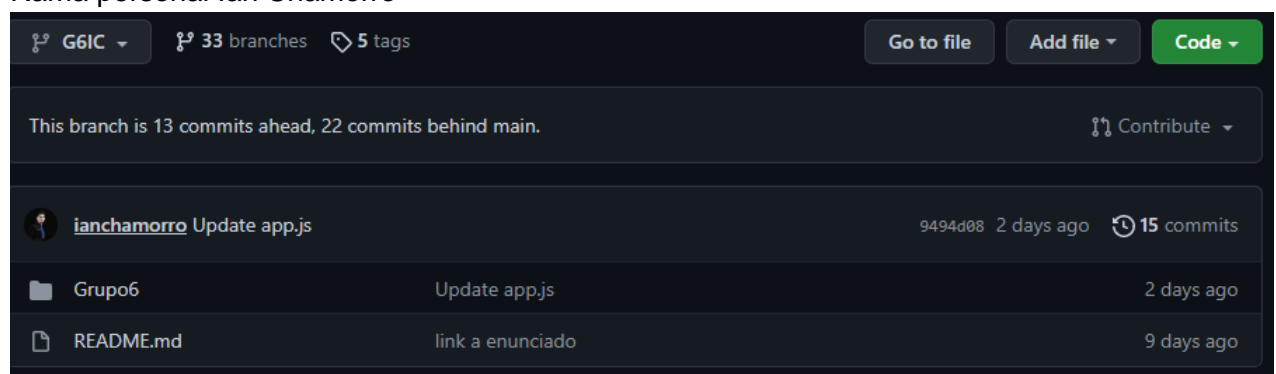 Rama personal Ian Chamorro
G6IC 33 branches 5 tags Go to file Add file Code
This branch is 13 commits ahead, 22 commits behind main. Contribute
ianchamorro Update app.js 9494d08 2 days ago 15 commits
Grupo6 Update app.js 2 days ago
README.md link a enunciado 9 days ago